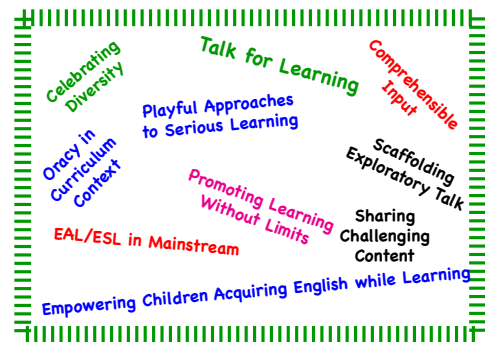 Celebrating
Diversity
Talk for Learning
Comprehensible
Input
Playful Approaches
to Serious Learning
Oracy in
Curriculum
Context
Scaffolding
Exploratory Talk
Promoting Learning
Without Limits
Sharing
Challenging
Content
EAL/ESL in Mainstream
Empowering Children Acquiring English while Learning